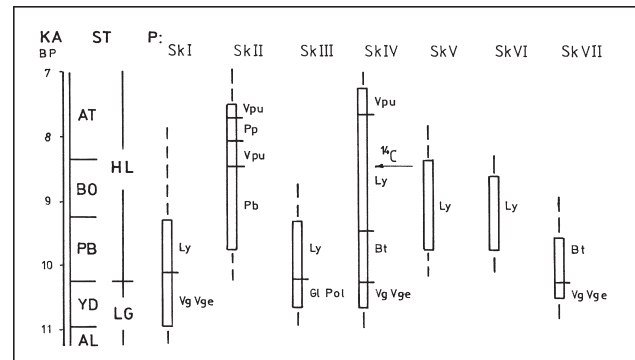 KA ST P:
BP
SkI SkII SkIII SkIV SkV SkVI SkVII
7
Vpu Vpu
AT
Pp
8
¹⁴C
Vpu
HL
Ly
BO
9
Pb Ly Ly
PB
Ly Ly Bt Bt
10
Vg Vge Gl Pol Vg Vge Vg Vge
YD
LG
11
AL